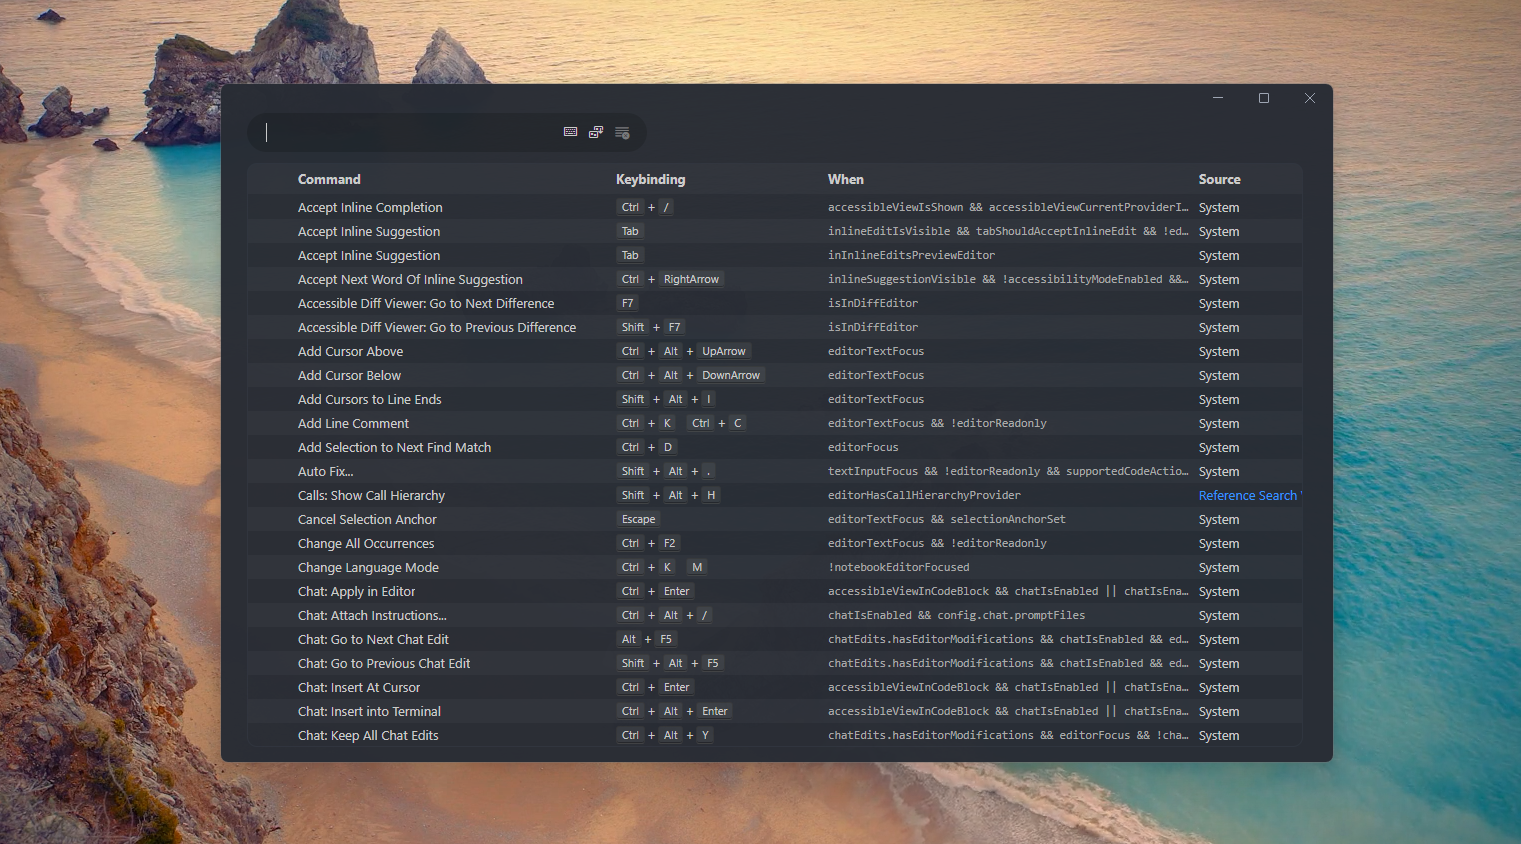 Command Keybinding When Source
Accept Inline Completion Ctrl + / accessibleViewIsShown && accessibleViewCurrentProviderI… System
Accept Inline Suggestion Tab inlineEditIsVisible && tabShouldAcceptInlineEdit && !ed… System
Accept Inline Suggestion Tab inInlineEditsPreviewEditor System
Accept Next Word Of Inline Suggestion Ctrl + RightArrow inlineSuggestionVisible && !accessibilityModeEnabled &&… System
Accessible Diff Viewer: Go to Next Difference F7 isInDiffEditor System
Accessible Diff Viewer: Go to Previous Difference Shift + F7 isInDiffEditor System
Add Cursor Above Ctrl + Alt + UpArrow editorTextFocus System
Add Cursor Below Ctrl + Alt + DownArrow editorTextFocus System
Add Cursors to Line Ends Shift + Alt + I editorTextFocus System
Add Line Comment Ctrl + K Ctrl + C editorTextFocus && !editorReadonly System
Add Selection to Next Find Match Ctrl + D editorFocus System
Auto Fix... Shift + Alt + . textInputFocus && !editorReadonly && supportedCodeActio… System
Calls: Show Call Hierarchy Shift + Alt + H editorHasCallHierarchyProvider Reference Search
Cancel Selection Anchor Escape editorTextFocus && selectionAnchorSet System
Change All Occurrences Ctrl + F2 editorTextFocus && !editorReadonly System
Change Language Mode Ctrl + K M !notebookEditorFocused System
Chat: Apply in Editor Ctrl + Enter accessibleViewInCodeBlock && chatIsEnabled || chatIsEna… System
Chat: Attach Instructions... Ctrl + Alt + / chatIsEnabled && config.chat.promptFiles System
Chat: Go to Next Chat Edit Alt + F5 chatEdits.hasEditorModifications && chatIsEnabled && ed… System
Chat: Go to Previous Chat Edit Shift + Alt + F5 chatEdits.hasEditorModifications && chatIsEnabled && ed… System
Chat: Insert At Cursor Ctrl + Enter accessibleViewInCodeBlock && chatIsEnabled || chatIsEna… System
Chat: Insert into Terminal Ctrl + Alt + Enter accessibleViewInCodeBlock && chatIsEnabled || chatIsEna… System
Chat: Keep All Chat Edits Ctrl + Alt + Y chatEdits.hasEditorModifications && editorFocus && !cha… System